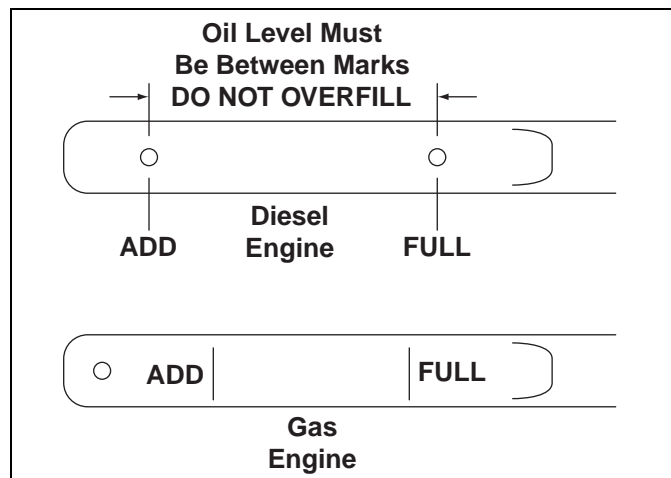 Oil Level Must
Be Between Marks
DO NOT OVERFILL
Diesel
Engine
ADD
FULL
ADD
FULL
Gas
Engine